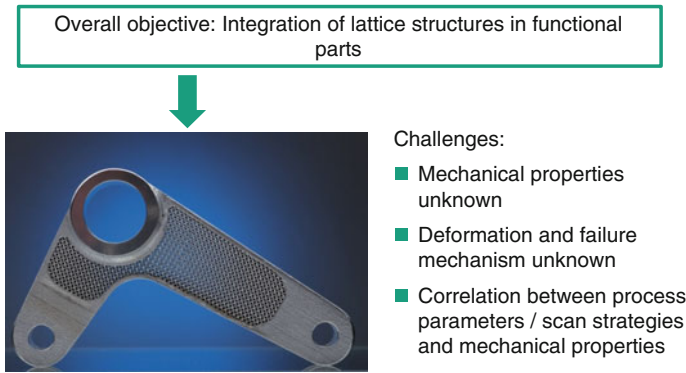 Overall objective: Integration of lattice structures in functional
parts
Challenges:
Mechanical properties
unknown
Deformation and failure
mechanism unknown
Correlation between process
parameters / scan strategies
and mechanical properties